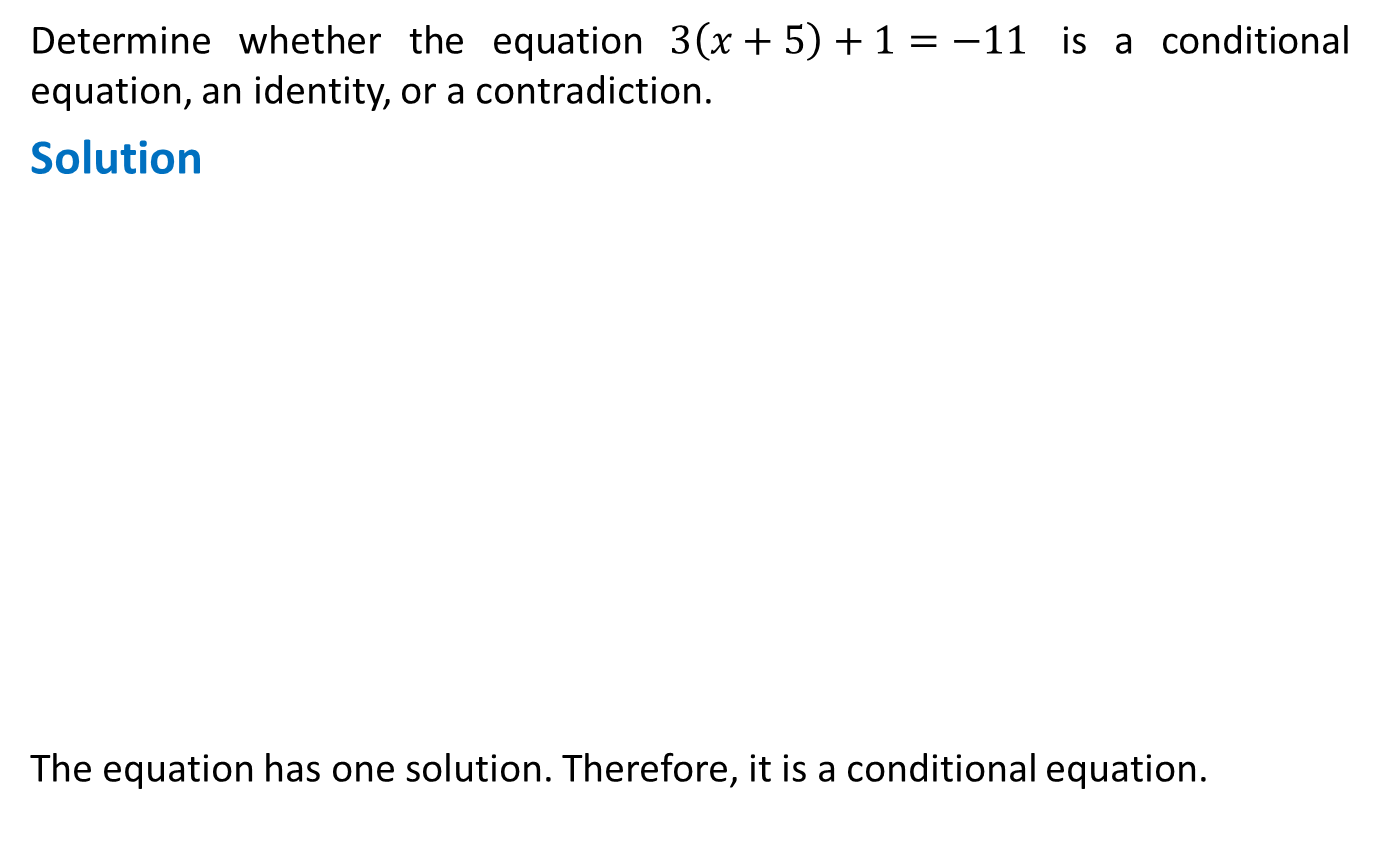 Determine whether the equation 3(x + 5) + 1 = −11 is a conditional
equation, an identity, or a contradiction.
Solution
The equation has one solution. Therefore, it is a conditional equation.